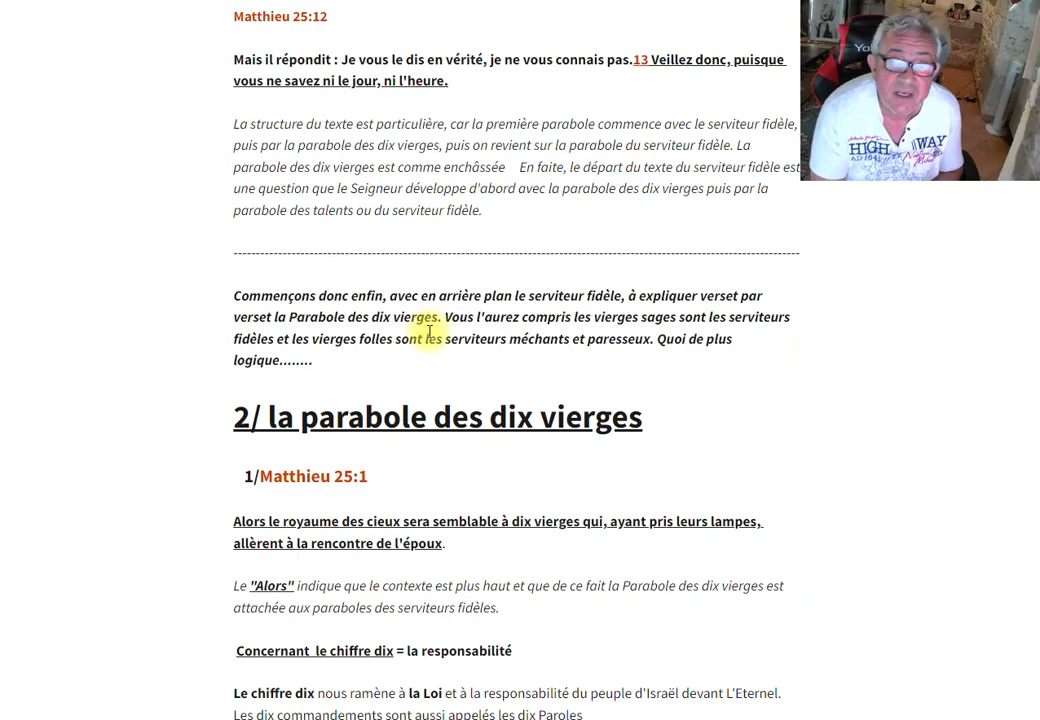 Matthieu 25:12
Mais il répondit : Je vous le dis en vérité, je ne vous connais pas.13 Veillez donc, puisque
vous ne savez ni le jour, ni l'heure.
La structure du texte est particulière, car la première parabole commence avec le serviteur fidèle,
puis par la parabole des dix vierges, puis on revient sur la parabole du serviteur fidèle. La
parabole des dix vierges est comme enchâssée En faite, le départ du texte du serviteur fidèle est
une question que le Seigneur développe d'abord avec la parabole des dix vierges puis par la
parabole des talents ou du serviteur fidèle.
Commençons donc enfin, avec en arrière plan le serviteur fidèle, à expliquer verset par
verset la Parabole des dix vierges. Vous l'aurez compris les vierges sages sont les serviteurs
fidèles et les vierges folles sont les serviteurs méchants et paresseux. Quoi de plus
logique........
2/ la parabole des dix vierges
1/Matthieu 25:1
Alors le royaume des cieux sera semblable à dix vierges qui, ayant pris leurs lampes,
allèrent à la rencontre de l'époux.
Le "Alors" indique que le contexte est plus haut et que de ce fait la Parabole des dix vierges est
attachée aux paraboles des serviteurs fidèles.
Concernant le chiffre dix = la responsabilité
Le chiffre dix nous ramène à la Loi et à la responsabilité du peuple d'Israël devant L'Eternel.
Les dix commandements sont aussi appelés les dix Paroles
HIGH WAY